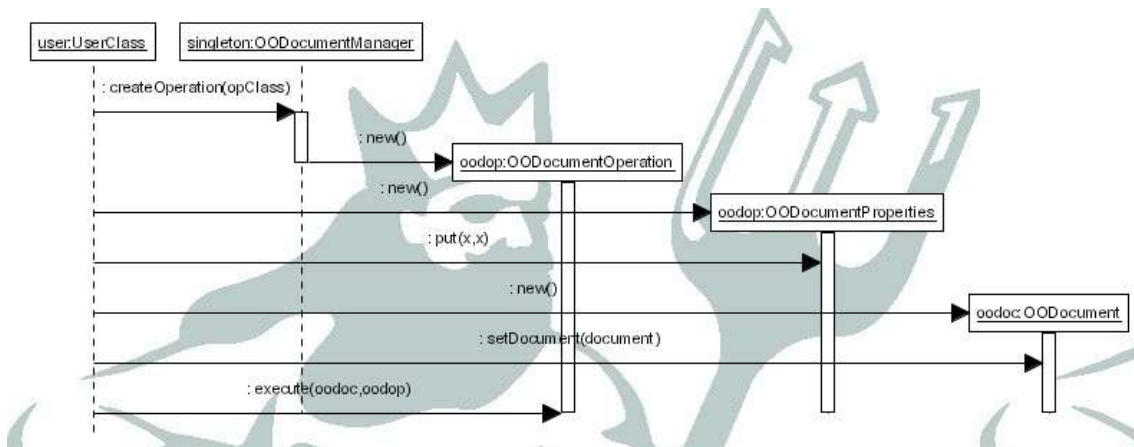 user:UserClass
singleton:OODocumentManager
: createOperation(opClass)
: new()
oodop:OODocumentOperation
: new()
oodop:OODocumentProperties
: put(x,x)
: new()
oodoc:OODocument
: setDocument(document)
: execute(oodoc,oodop)